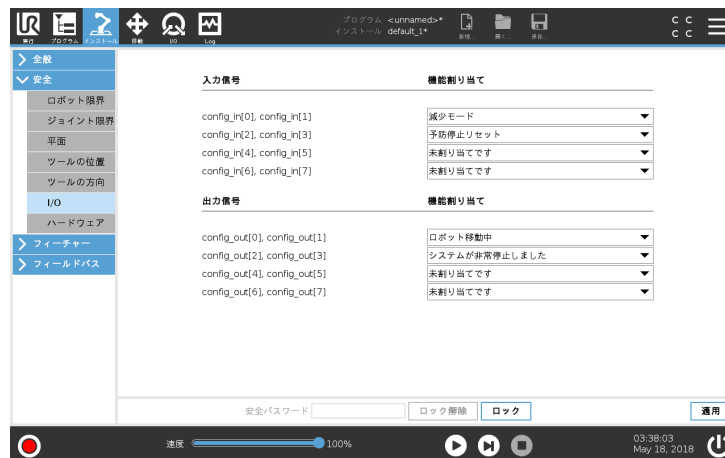 UR
プログラム <unnamed>*
インストール default_1*
実行 プログラム インストール 移動 I/O Log
新規... 開く... 保存...
C C
C C
全般
安全
ロボット限界
ジョイント限界
平面
ツールの位置
ツールの方向
I/O
ハードウェア
フィーチャー
フィールドバス
入力信号 機能割り当て
config_in[0], config_in[1] 減少モード
config_in[2], config_in[3] 予防停止リセット
config_in[4], config_in[5] 未割り当てです
config_in[6], config_in[7] 未割り当てです
出力信号 機能割り当て
config_out[0], config_out[1] ロボット移動中
config_out[2], config_out[3] システムが非常停止しました
config_out[4], config_out[5] 未割り当てです
config_out[6], config_out[7] 未割り当てです
安全パスワード ロック解除 ロック 適用
速度 100%
03:38:03
May 18, 2018